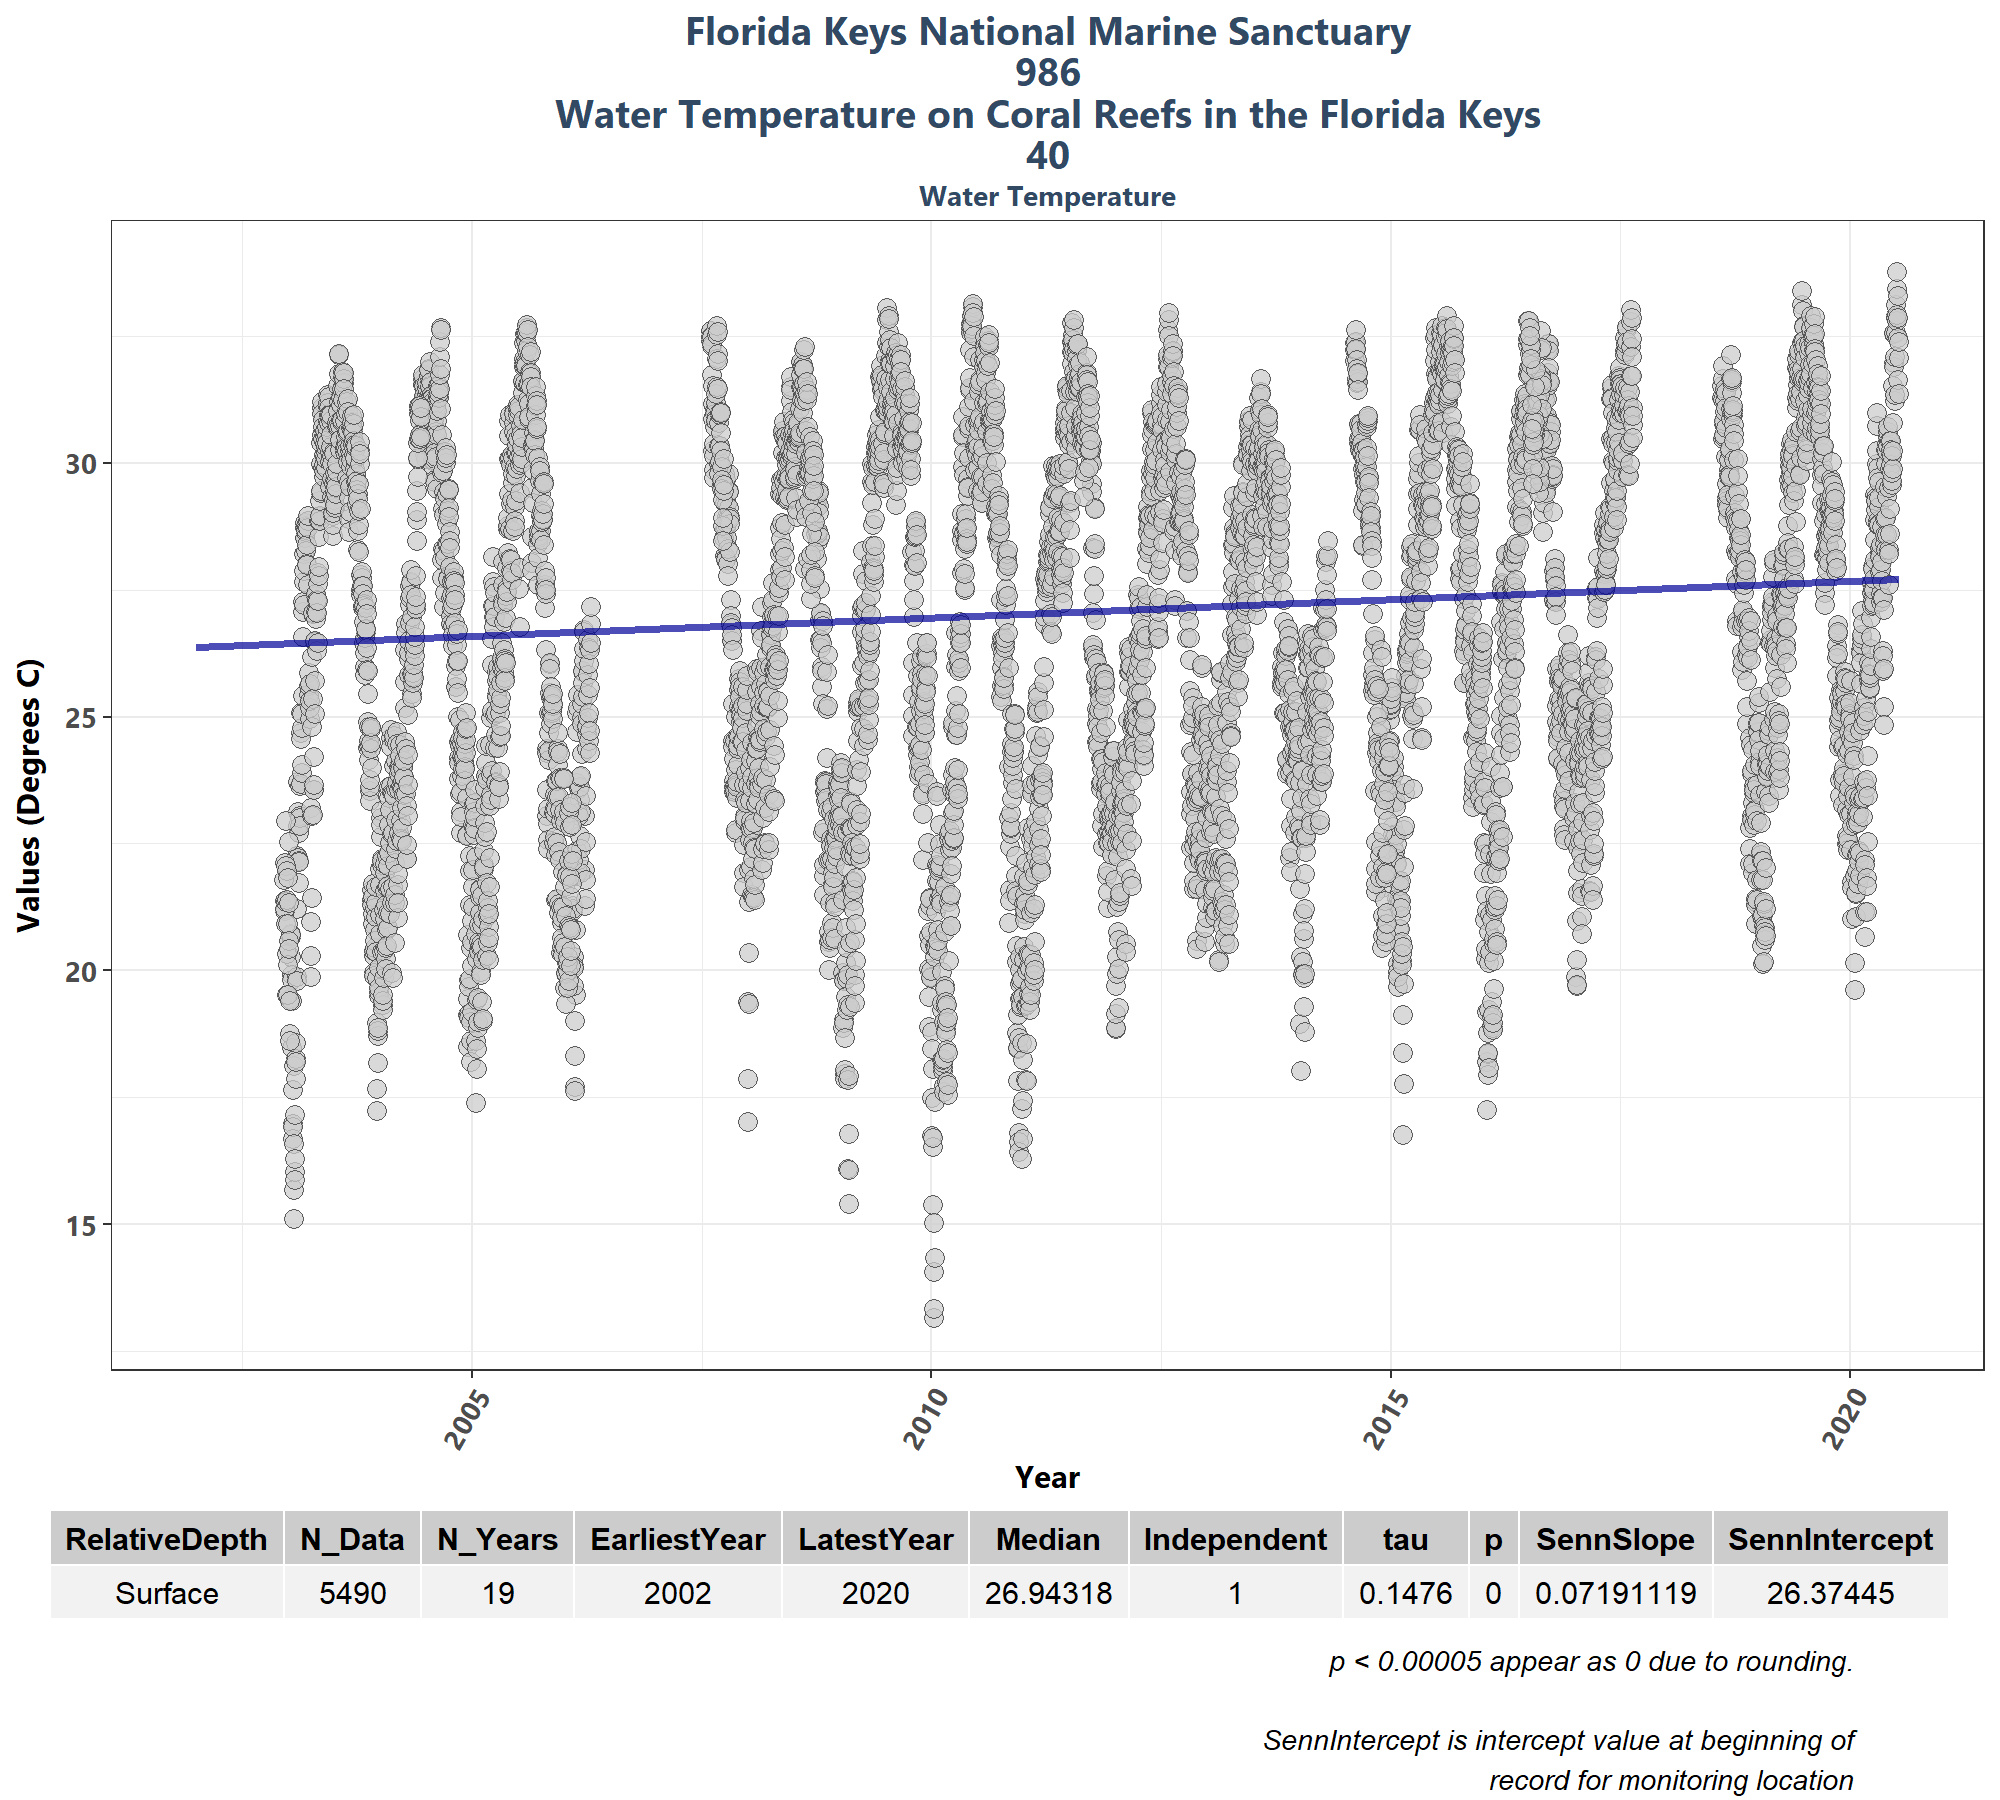 Florida Keys National Marine Sanctuary
986
Water Temperature on Coral Reefs in the Florida Keys
40
Water Temperature
Values (Degrees C)
30
25
20
15
2005 2010 2015 2020
Year
RelativeDepth N_Data N_Years EarliestYear LatestYear Median Independent tau p SennSlope SennIntercept
Surface 5490 19 2002 2020 26.94318 1 0.1476 0 0.07191119 26.37445
p < 0.00005 appear as 0 due to rounding.
SennIntercept is intercept value at beginning of
record for monitoring location